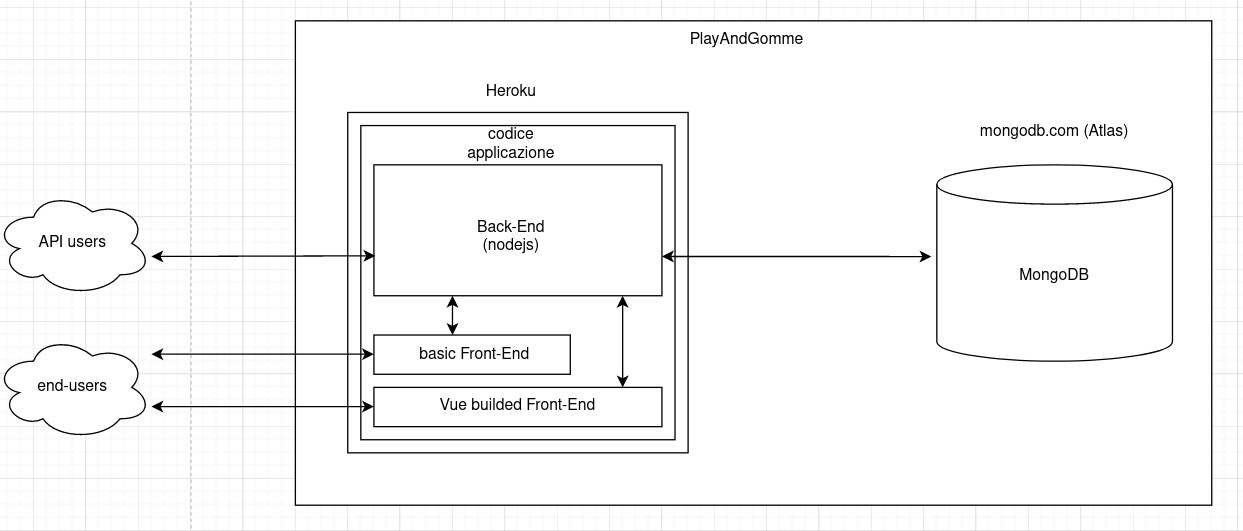 PlayAndGomme
Heroku
mongodb.com (Atlas)
codice
applicazione
Back-End
(nodejs)
API users
MongoDB
basic Front-End
end-users
Vue builded Front-End